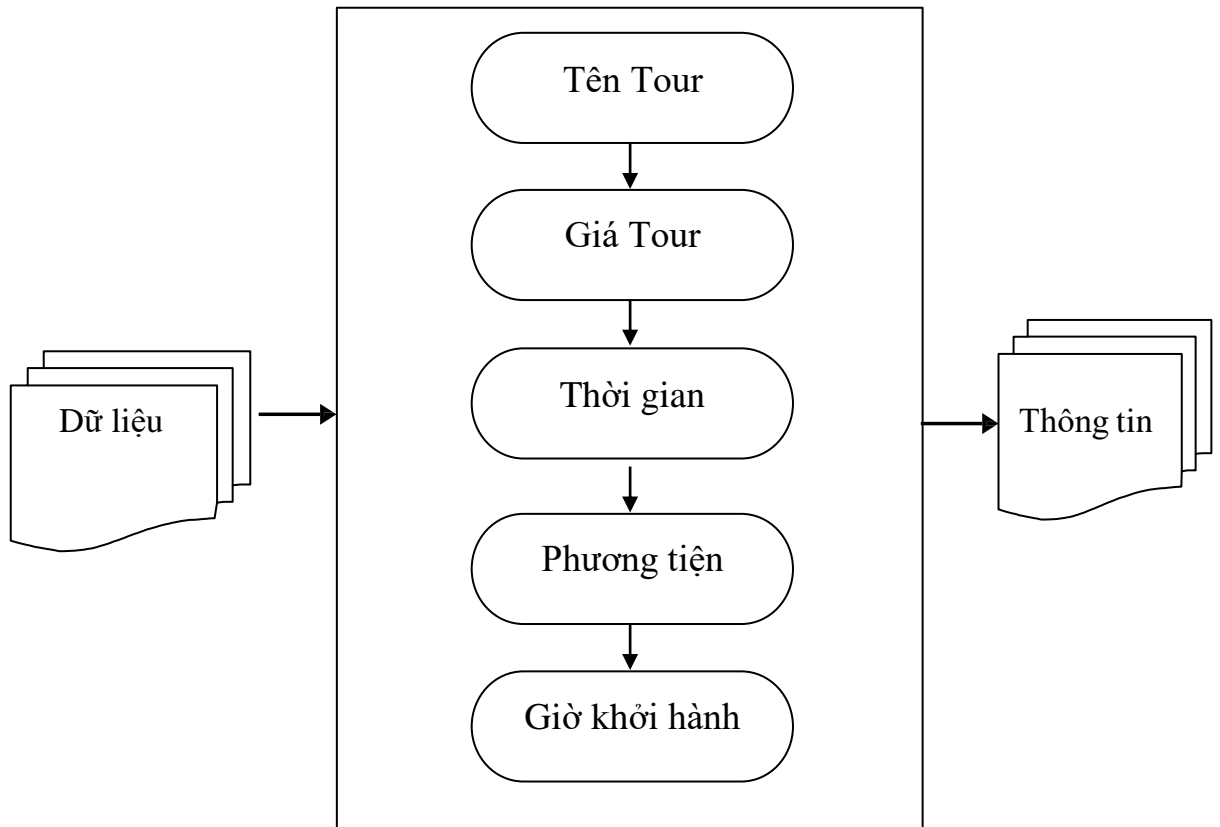 Tên Tour
Giá Tour
Thời gian
Dữ liệu
Thông tin
Phương tiện
Giờ khởi hành